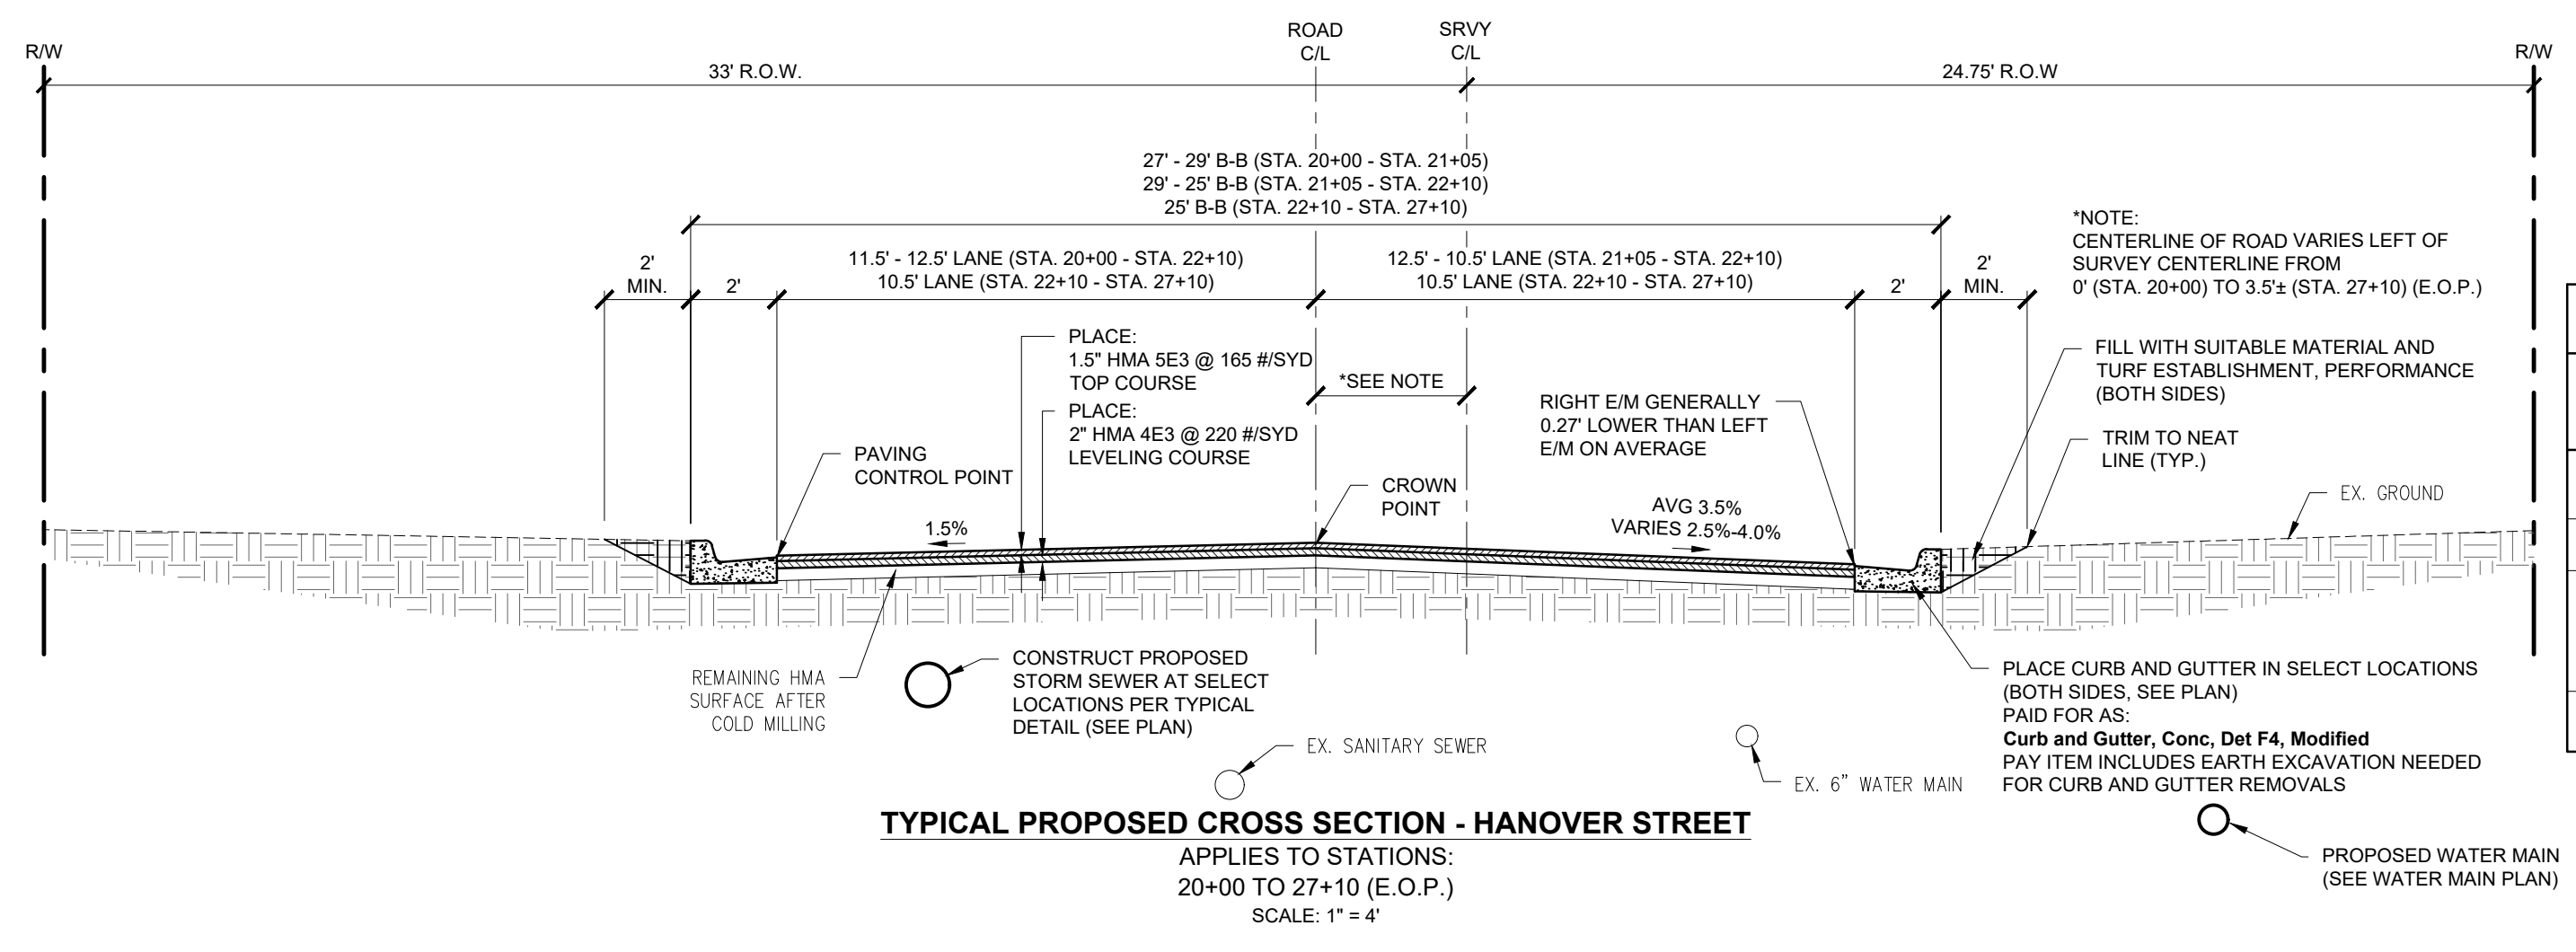 R/W
ROAD
C/L
SRVY
C/L
R/W
33' R.O.W.
24.75' R.O.W
27' - 29' B-B (STA. 20+00 - STA. 21+05)
29' - 25' B-B (STA. 21+05 - STA. 22+10)
25' B-B (STA. 22+10 - STA. 27+10)
2'
MIN.
2'
11.5' - 12.5' LANE (STA. 20+00 - STA. 22+10)
10.5' LANE (STA. 22+10 - STA. 27+10)
12.5' - 10.5' LANE (STA. 21+05 - STA. 22+10)
10.5' LANE (STA. 22+10 - STA. 27+10)
2'
2'
MIN.
*NOTE:
CENTERLINE OF ROAD VARIES LEFT OF
SURVEY CENTERLINE FROM
0' (STA. 20+00) TO 3.5'± (STA. 27+10) (E.O.P.)
PLACE:
1.5" HMA 5E3 @ 165 #/SYD
TOP COURSE
PLACE:
2" HMA 4E3 @ 220 #/SYD
LEVELING COURSE
*SEE NOTE
PAVING
CONTROL POINT
CROWN
POINT
RIGHT E/M GENERALLY
0.27' LOWER THAN LEFT
E/M ON AVERAGE
FILL WITH SUITABLE MATERIAL AND
TURF ESTABLISHMENT, PERFORMANCE
(BOTH SIDES)
TRIM TO NEAT
LINE (TYP.)
EX. GROUND
1.5%
AVG 3.5%
VARIES 2.5%-4.0%
REMAINING HMA
SURFACE AFTER
COLD MILLING
CONSTRUCT PROPOSED
STORM SEWER AT SELECT
LOCATIONS PER TYPICAL
DETAIL (SEE PLAN)
EX. SANITARY SEWER
EX. 6" WATER MAIN
PLACE CURB AND GUTTER IN SELECT LOCATIONS
(BOTH SIDES, SEE PLAN)
PAID FOR AS:
Curb and Gutter, Conc, Det F4, Modified
PAY ITEM INCLUDES EARTH EXCAVATION NEEDED
FOR CURB AND GUTTER REMOVALS
PROPOSED WATER MAIN
(SEE WATER MAIN PLAN)
TYPICAL PROPOSED CROSS SECTION - HANOVER STREET
APPLIES TO STATIONS:
20+00 TO 27+10 (E.O.P.)
SCALE: 1" = 4'